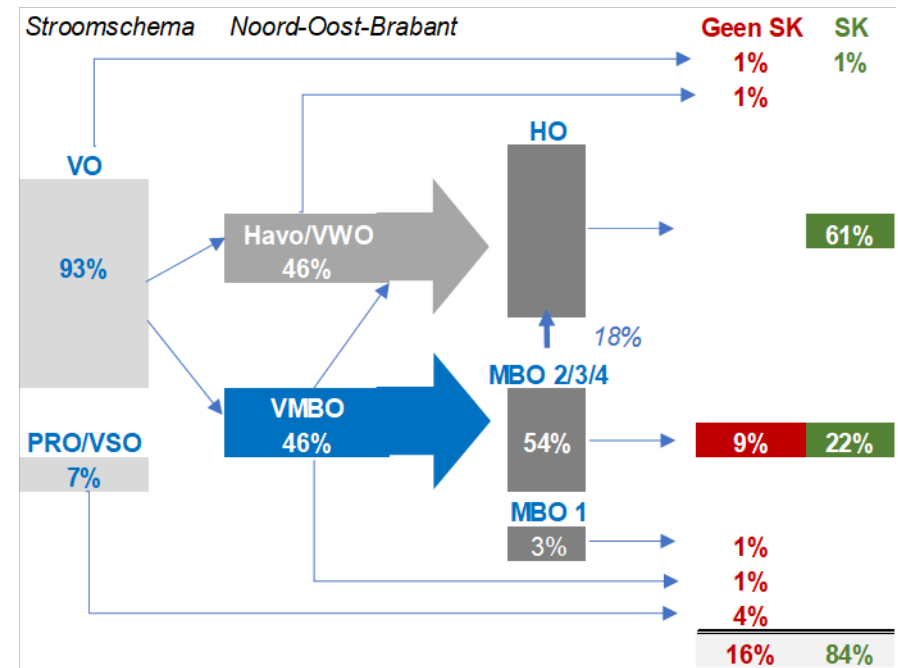 Stroomschema Noord-Oost-Brabant Geen SK SK
1% 1%
1%
HO
VO
Havo/VWO 61%
93% 46%
18%
MBO 2/3/4
VMBO
PRO/VSO 46% 54% 9% 22%
7%
MBO 1
3% 1%
1%
4%
16% 84%